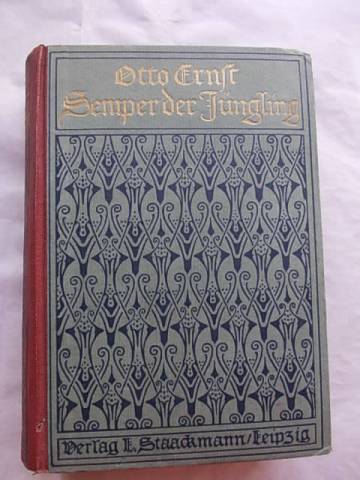 Otto Ernst
Semper der Jüngling
Verlag L. Staackmann/Leipzig